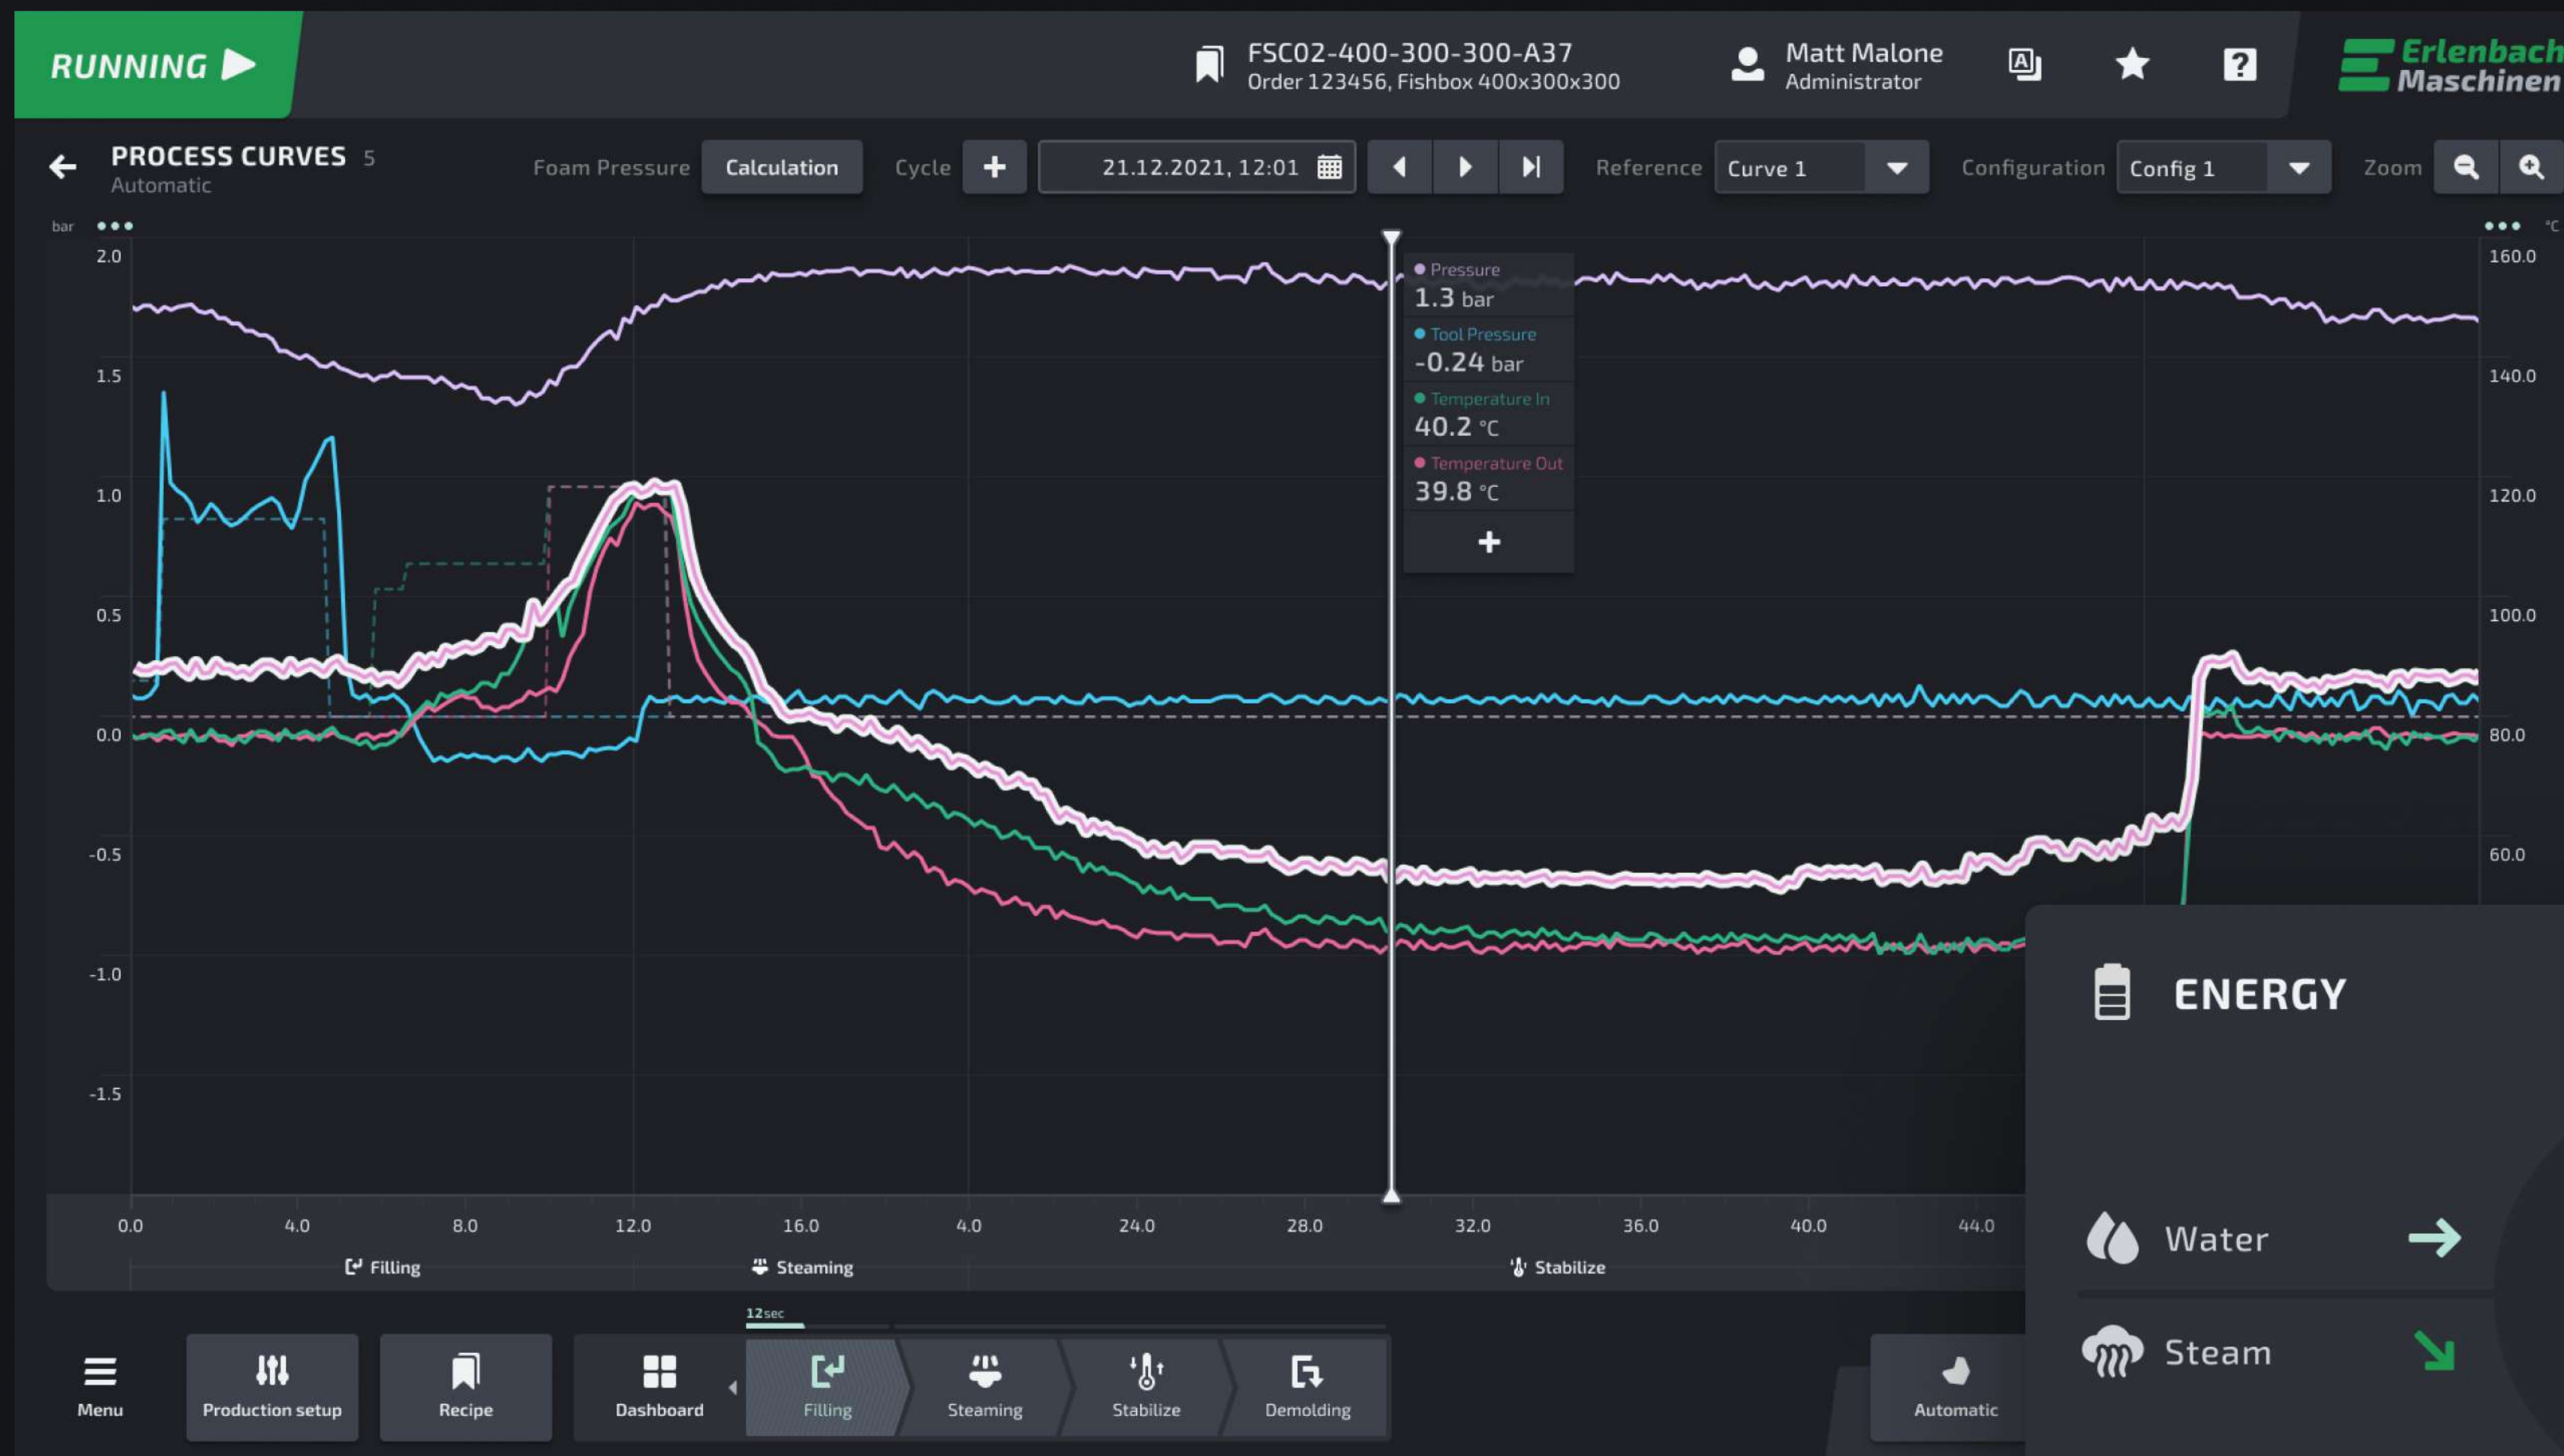 RUNNING
FSC02-400-300-300-A37
Order 123456, Fishbox 400x300x300
Matt Malone
Administrator
A
?
Erlenbach
Maschinen
PROCESS CURVES 5
Automatic
Foam Pressure
Calculation
Cycle
21.12.2021, 12:01
Reference
Curve 1
Configuration
Config 1
Zoom
bar
°C
2.0
1.5
1.0
0.5
0.0
-0.5
-1.0
-1.5
160.0
140.0
120.0
100.0
80.0
60.0
Pressure
1.3 bar
Tool Pressure
-0.24 bar
Temperature In
40.2 °C
Temperature Out
39.8 °C
0.0 4.0 8.0 12.0 16.0 4.0 24.0 28.0 32.0 36.0 40.0 44.0
Filling
Steaming
Stabilize
12sec
Menu
Production setup
Recipe
Dashboard
Filling
Steaming
Stabilize
Demolding
Automatic
ENERGY
Water
Steam